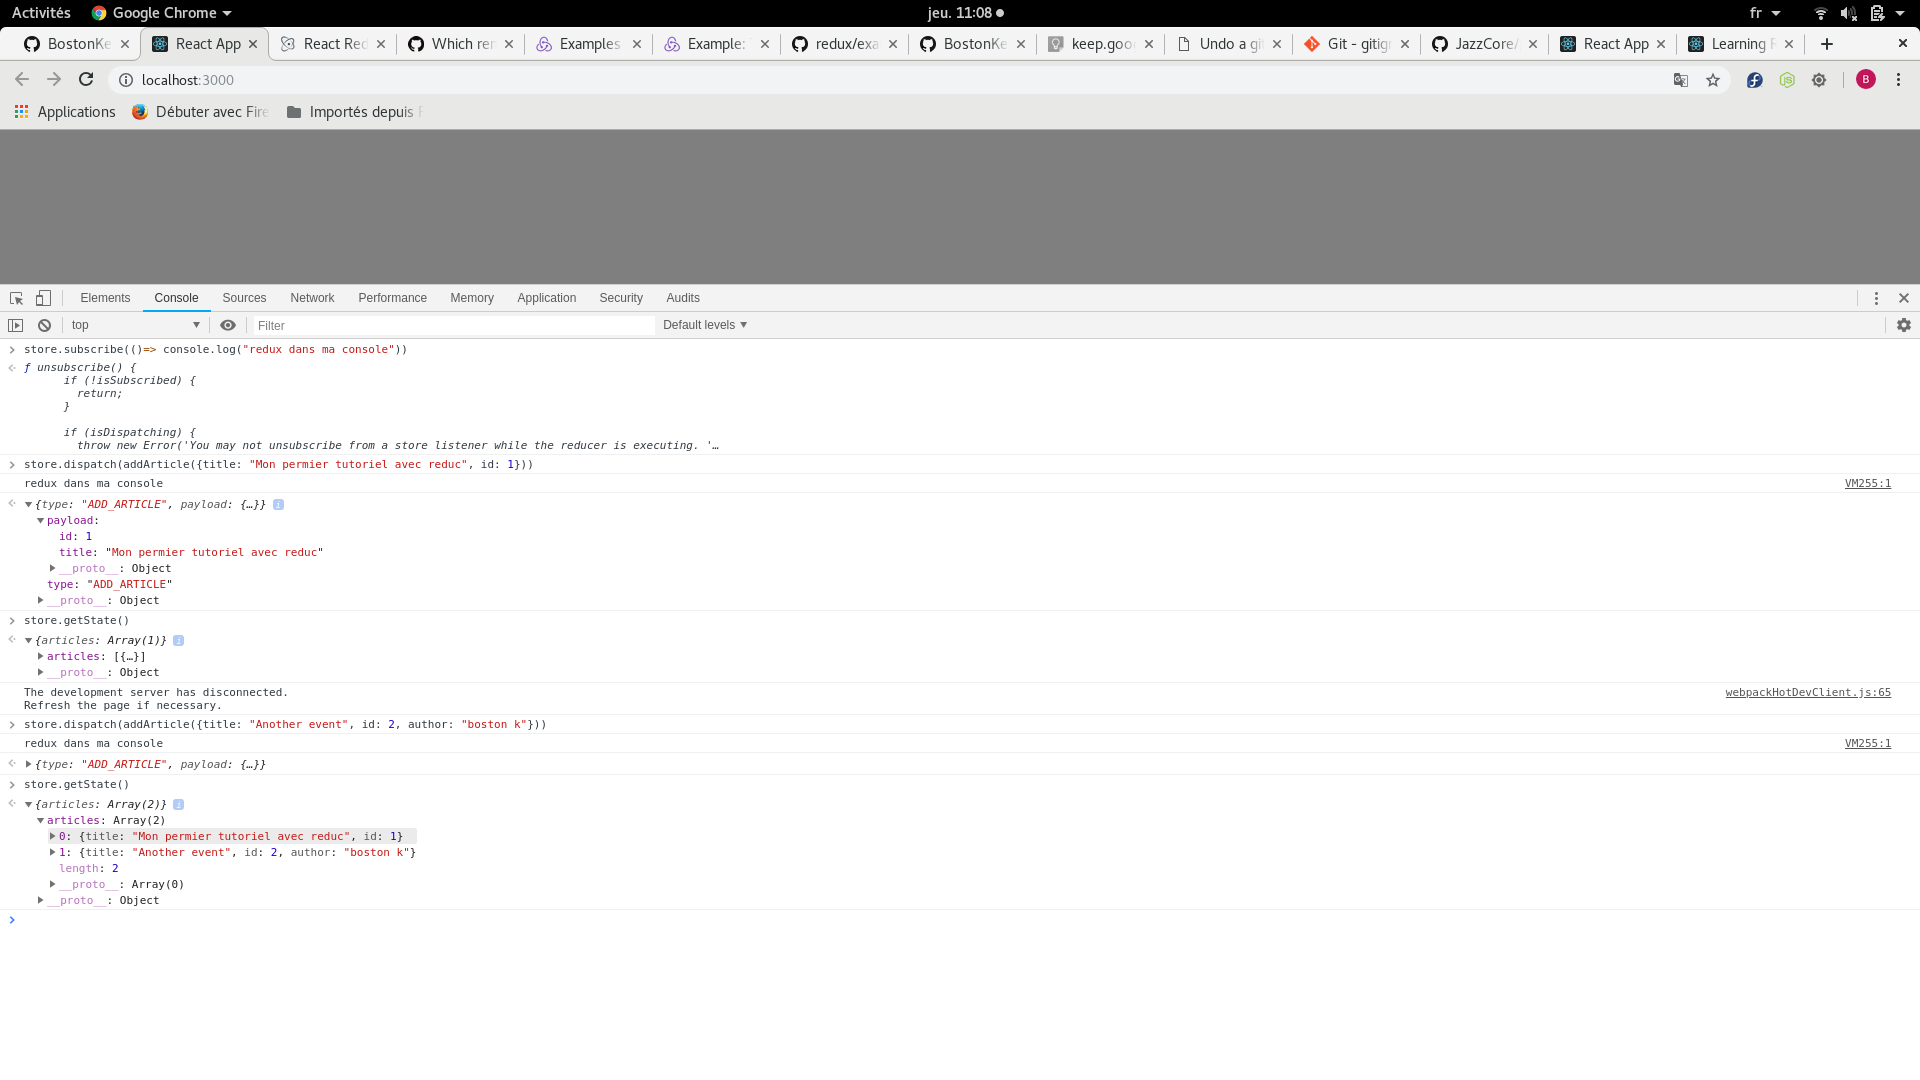 Activités Google Chrome jeu. 11:08 fr
BostonKe React App React Red Which ren Examples Example: redux/exa BostonKe keep.goo Undo a gi Git - gitig JazzCore/ React App Learning R
localhost:3000 B
Applications Débuter avec Fire Importés depuis F
Elements Console Sources Network Performance Memory Application Security Audits
top Filter Default levels
store.subscribe(()=> console.log("redux dans ma console"))
ƒ unsubscribe() {
if (!isSubscribed) {
return;
}
if (isDispatching) {
throw new Error('You may not unsubscribe from a store listener while the reducer is executing. '…
store.dispatch(addArticle({title: "Mon permier tutoriel avec reduc", id: 1}))
redux dans ma console VM255:1
{type: "ADD_ARTICLE", payload: {…}}
payload:
id: 1
title: "Mon permier tutoriel avec reduc"
__proto__: Object
type: "ADD_ARTICLE"
__proto__: Object
store.getState()
{articles: Array(1)}
articles: [{…}]
__proto__: Object
The development server has disconnected. webpackHotDevClient.js:65
Refresh the page if necessary.
store.dispatch(addArticle({title: "Another event", id: 2, author: "boston k"}))
redux dans ma console VM255:1
{type: "ADD_ARTICLE", payload: {…}}
store.getState()
{articles: Array(2)}
articles: Array(2)
0: {title: "Mon permier tutoriel avec reduc", id: 1}
1: {title: "Another event", id: 2, author: "boston k"}
length: 2
__proto__: Array(0)
__proto__: Object